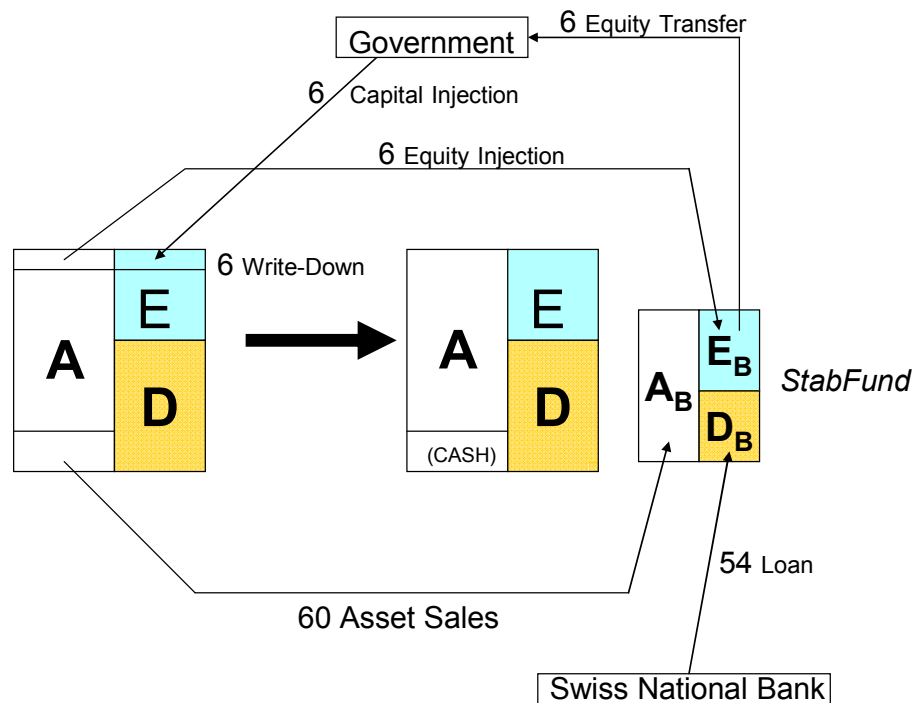 6 Equity Transfer
Government
6 Capital Injection
6 Equity Injection
6 Write-Down
A
E
D
A
E
D
(CASH)
A_B
E_B
D_B
StabFund
54 Loan
60 Asset Sales
Swiss National Bank